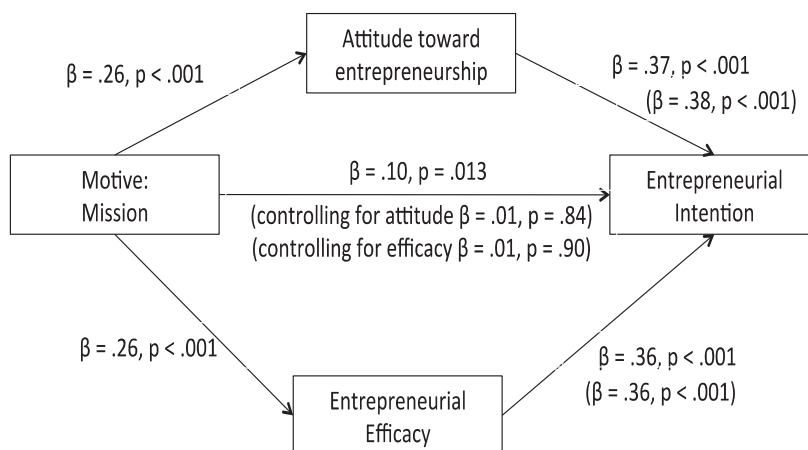 Attitude toward
entrepreneurship
β = .26, p < .001
β = .37, p < .001
(β = .38, p < .001)
Motive:
Mission
β = .10, p = .013
(controlling for attitude β = .01, p = .84)
(controlling for efficacy β = .01, p = .90)
Entrepreneurial
Intention
β = .26, p < .001
β = .36, p < .001
(β = .36, p < .001)
Entrepreneurial
Efficacy